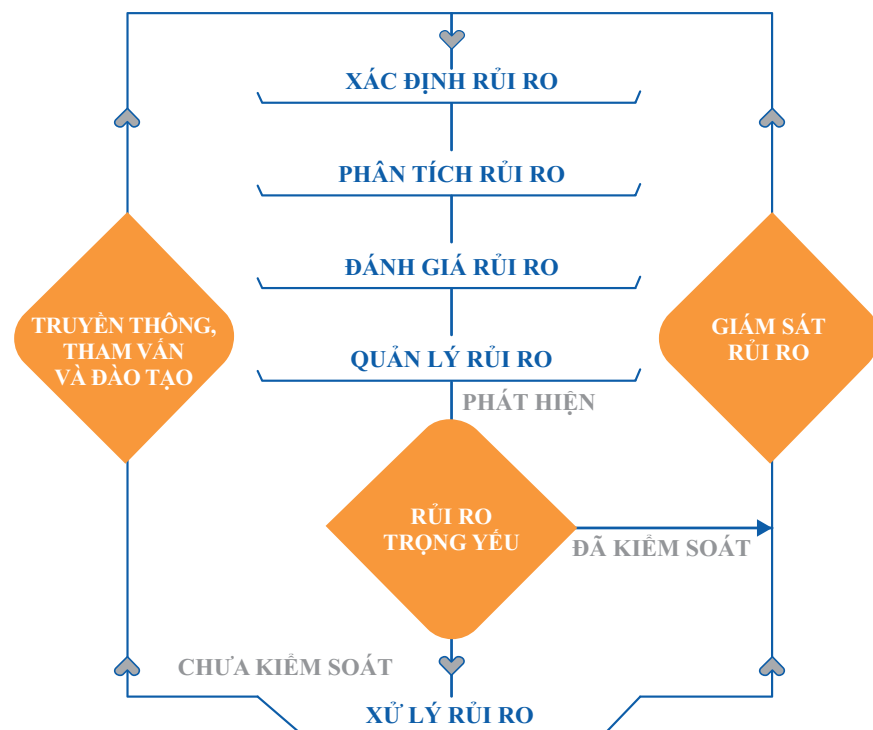 XÁC ĐỊNH RỦI RO
PHÂN TÍCH RỦI RO
ĐÁNH GIÁ RỦI RO
TRUYỀN THÔNG,
THAM VẤN
VÀ ĐÀO TẠO
GIÁM SÁT
RỦI RO
QUẢN LÝ RỦI RO
PHÁT HIỆN
RỦI RO
TRỌNG YẾU
ĐÃ KIỂM SOÁT
CHƯA KIỂM SOÁT
XỬ LÝ RỦI RO